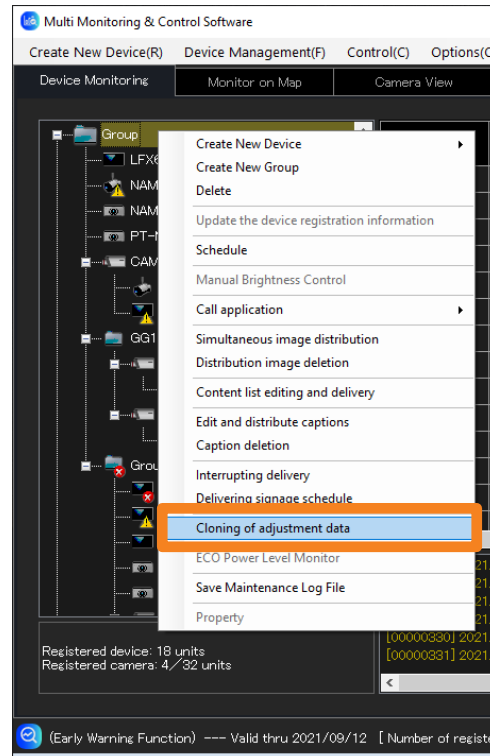 Multi Monitoring & Control Software
Create New Device(R) Device Management(F) Control(C) Options(O
Device Monitoring Monitor on Map Camera View
Group
LFX6
NAM
NAM
PT-
CAM
GG1
Grou
Create New Device
Create New Group
Delete
Update the device registration information
Schedule
Manual Brightness Control
Call application
Simultaneous image distribution
Distribution image deletion
Content list editing and delivery
Edit and distribute captions
Caption deletion
Interrupting delivery
Delivering signage schedule
Cloning of adjustment data
ECO Power Level Monitor
Save Maintenance Log File
Property
21
21
21
21
[00000330] 2021
[00000331] 2021
Registered device: 18 units
Registered camera: 4/32 units
(Early Warning Function) --- Valid thru 2021/09/12 [ Number of registe